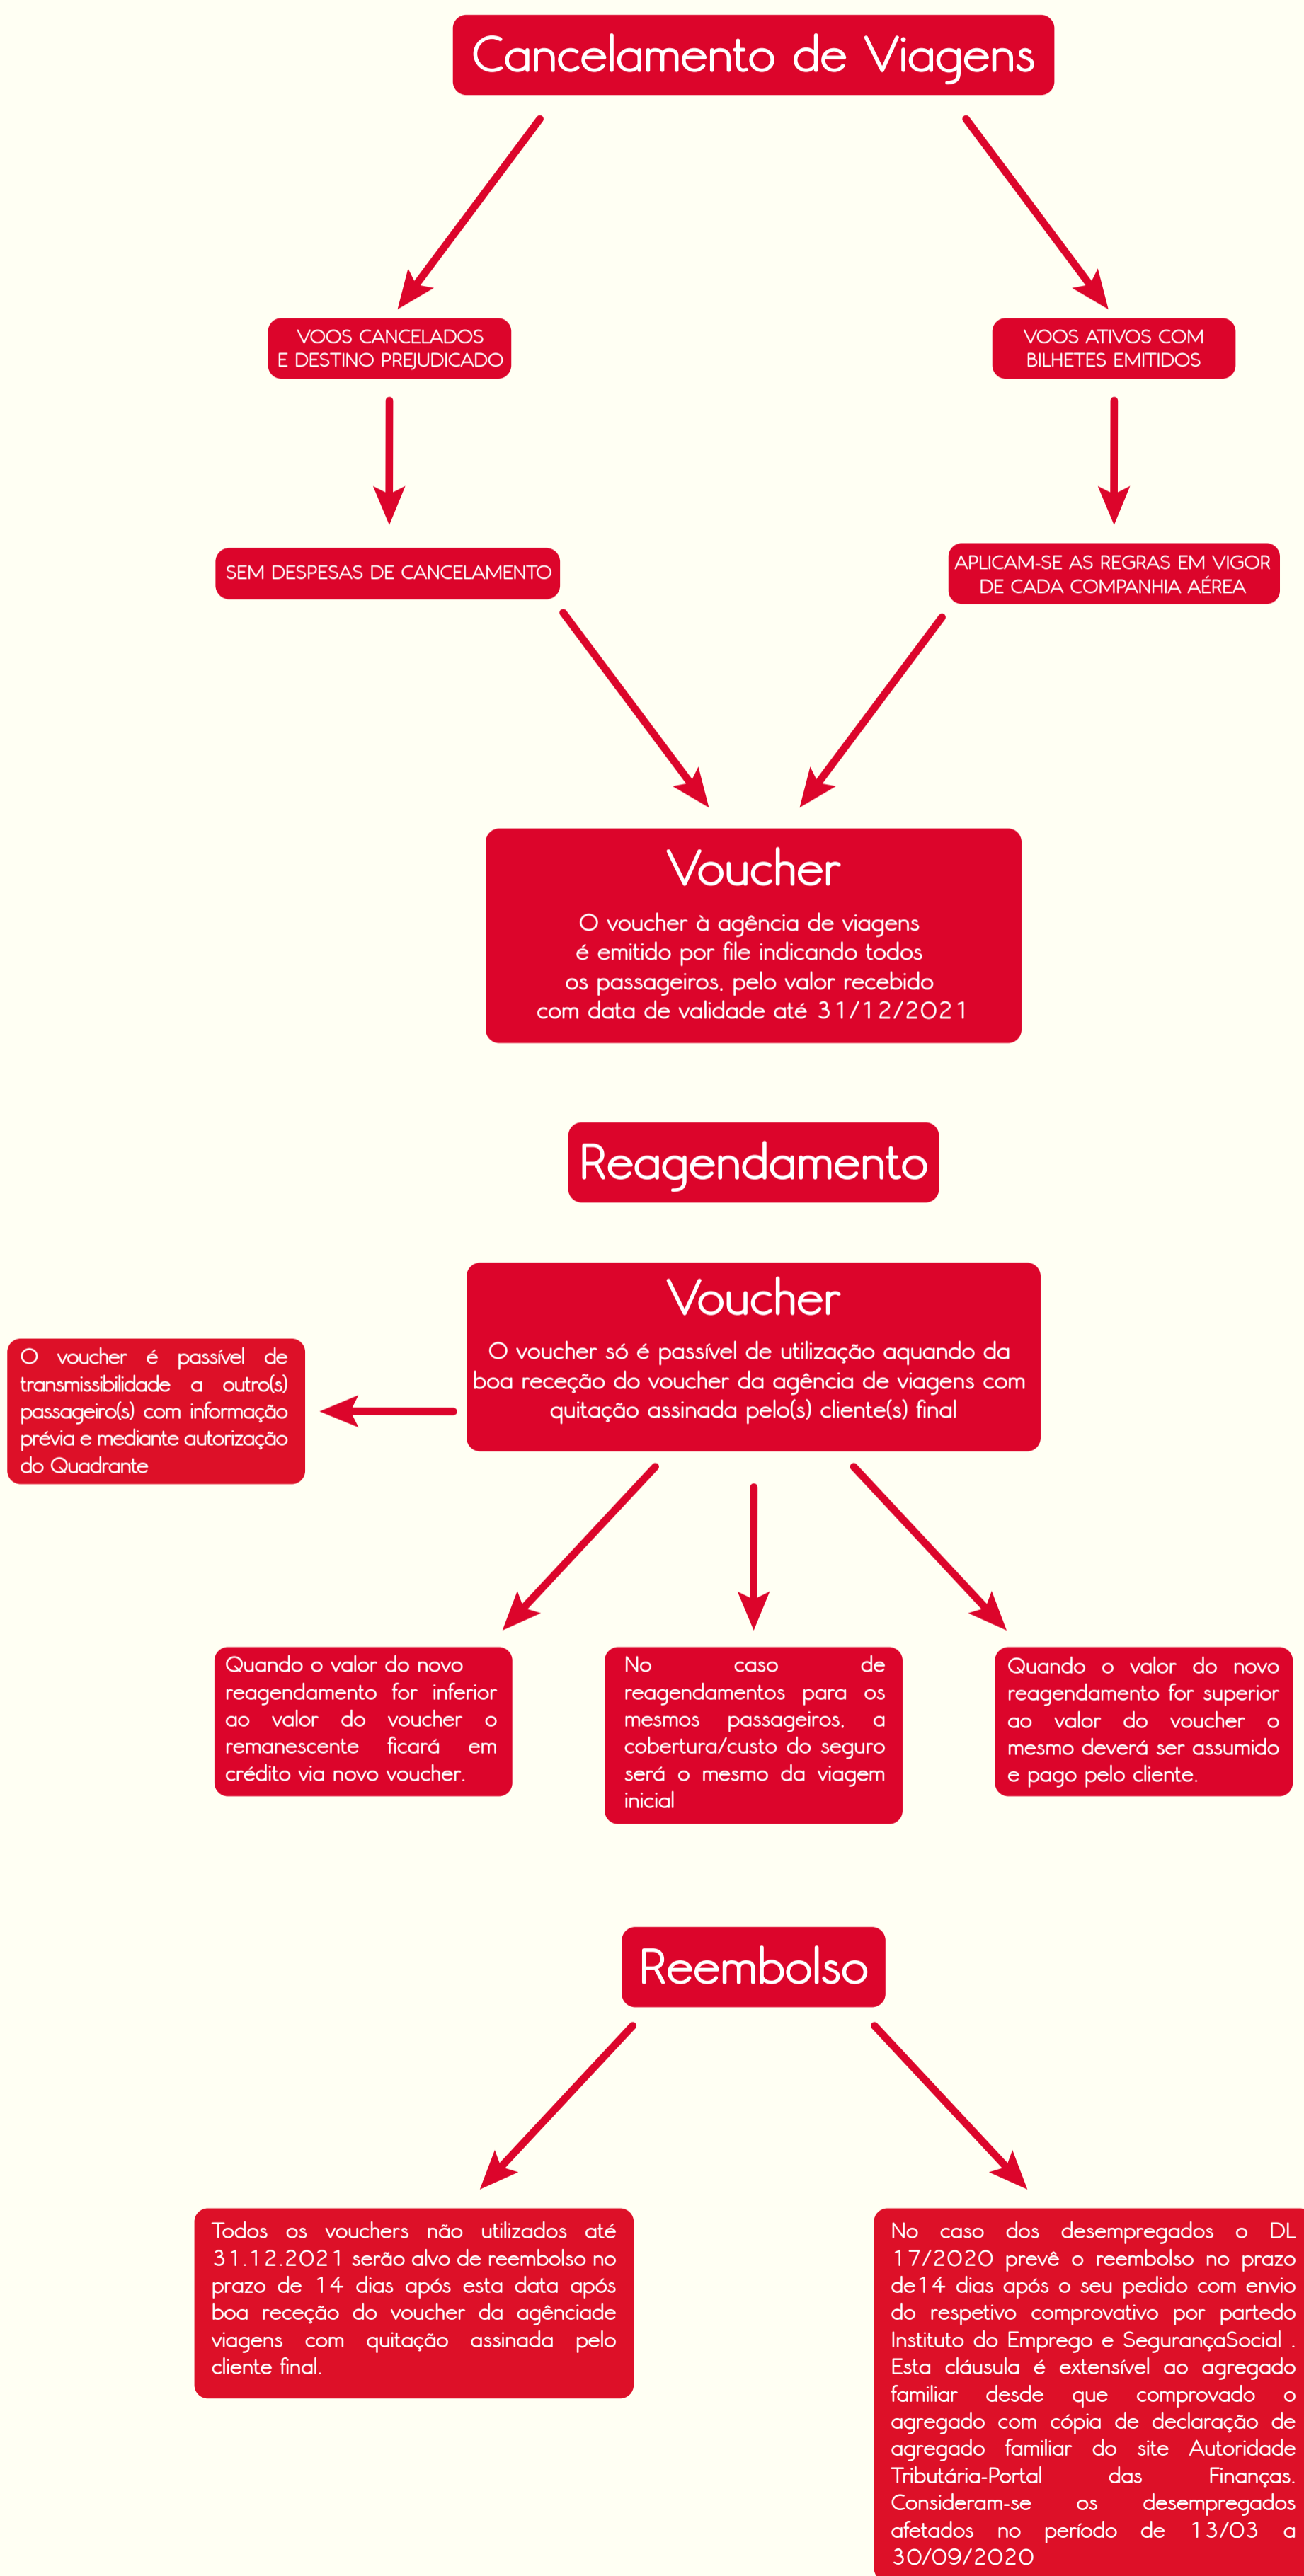 Cancelamento de Viagens
VOOS CANCELADOS
E DESTINO PREJUDICADO
VOOS ATIVOS COM
BILHETES EMITIDOS
SEM DESPESAS DE CANCELAMENTO
APLICAM-SE AS REGRAS EM VIGOR
DE CADA COMPANHIA AÉREA
Voucher
O voucher à agência de viagens
é emitido por file indicando todos
os passageiros, pelo valor recebido
com data de validade até 31/12/2021
Reagendamento
Voucher
O voucher só é passível de utilização aquando da
boa receção do voucher da agência de viagens com
quitação assinada pelo(s) cliente(s) final
O voucher é passível de
transmissibilidade a outro(s)
passageiro(s) com informação
prévia e mediante autorização
do Quadrante
Quando o valor do novo
reagendamento for inferior
ao valor do voucher o
remanescente ficará em
crédito via novo voucher.
No caso de
reagendamentos para os
mesmos passageiros, a
cobertura/custo do seguro
será o mesmo da viagem
inicial
Quando o valor do novo
reagendamento for superior
ao valor do voucher o
mesmo deverá ser assumido
e pago pelo cliente.
Reembolso
Todos os vouchers não utilizados até
31.12.2021 serão alvo de reembolso no
prazo de 14 dias após esta data após
boa receção do voucher da agênciade
viagens com quitação assinada pelo
cliente final.
No caso dos desempregados o DL
17/2020 prevê o reembolso no prazo
de14 dias após o seu pedido com envio
do respetivo comprovativo por partedo
Instituto do Emprego e SegurançaSocial .
Esta cláusula é extensível ao agregado
familiar desde que comprovado o
agregado com cópia de declaração de
agregado familiar do site Autoridade
Tributária-Portal das Finanças.
Consideram-se os desempregados
afetados no período de 13/03 a
30/09/2020